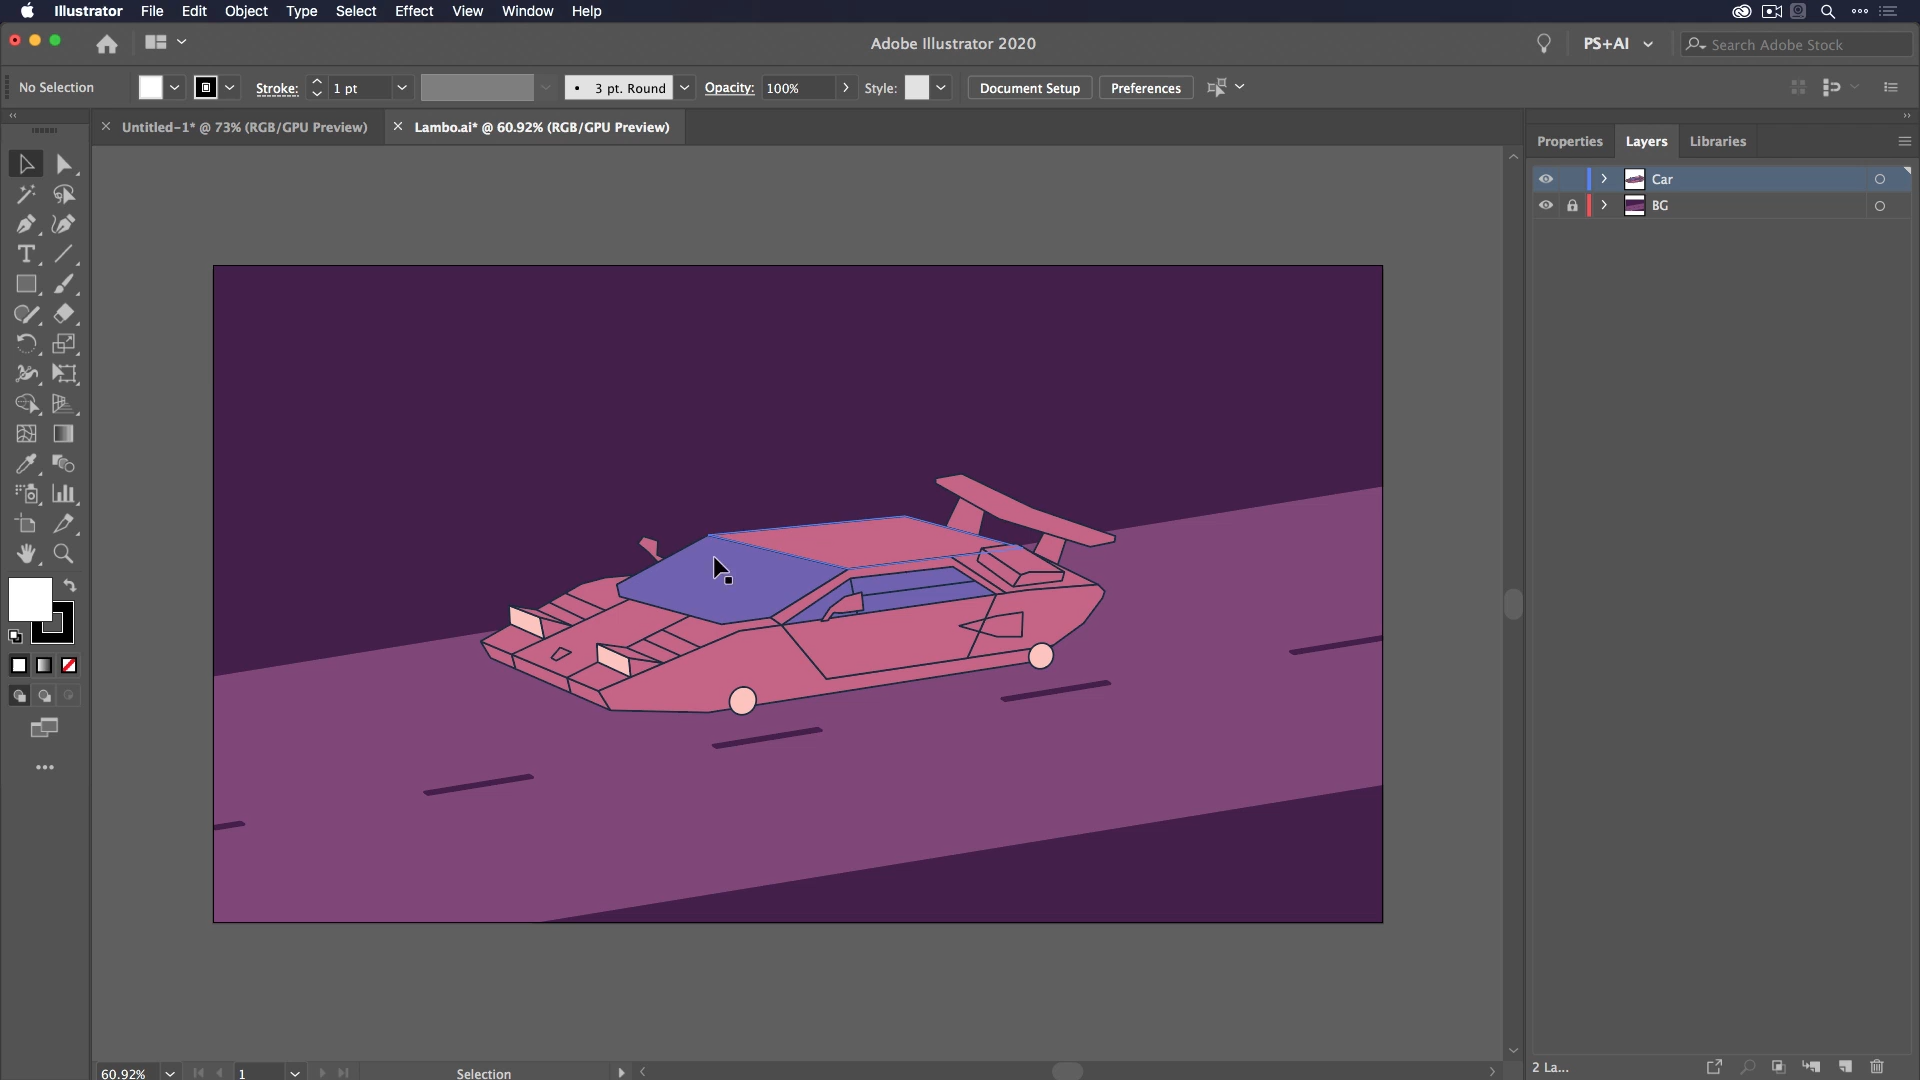 Illustrator File Edit Object Type Select Effect View Window Help
Adobe Illustrator 2020
PS+AI
Search Adobe Stock
No Selection
Stroke:
1 pt
3 pt. Round
Opacity:
100%
Style:
Document Setup
Preferences
Untitled-1* @ 73% (RGB/GPU Preview)
Lambo.ai* @ 60.92% (RGB/GPU Preview)
Properties
Layers
Libraries
Car
BG
60.92%
1
Selection
2 La...